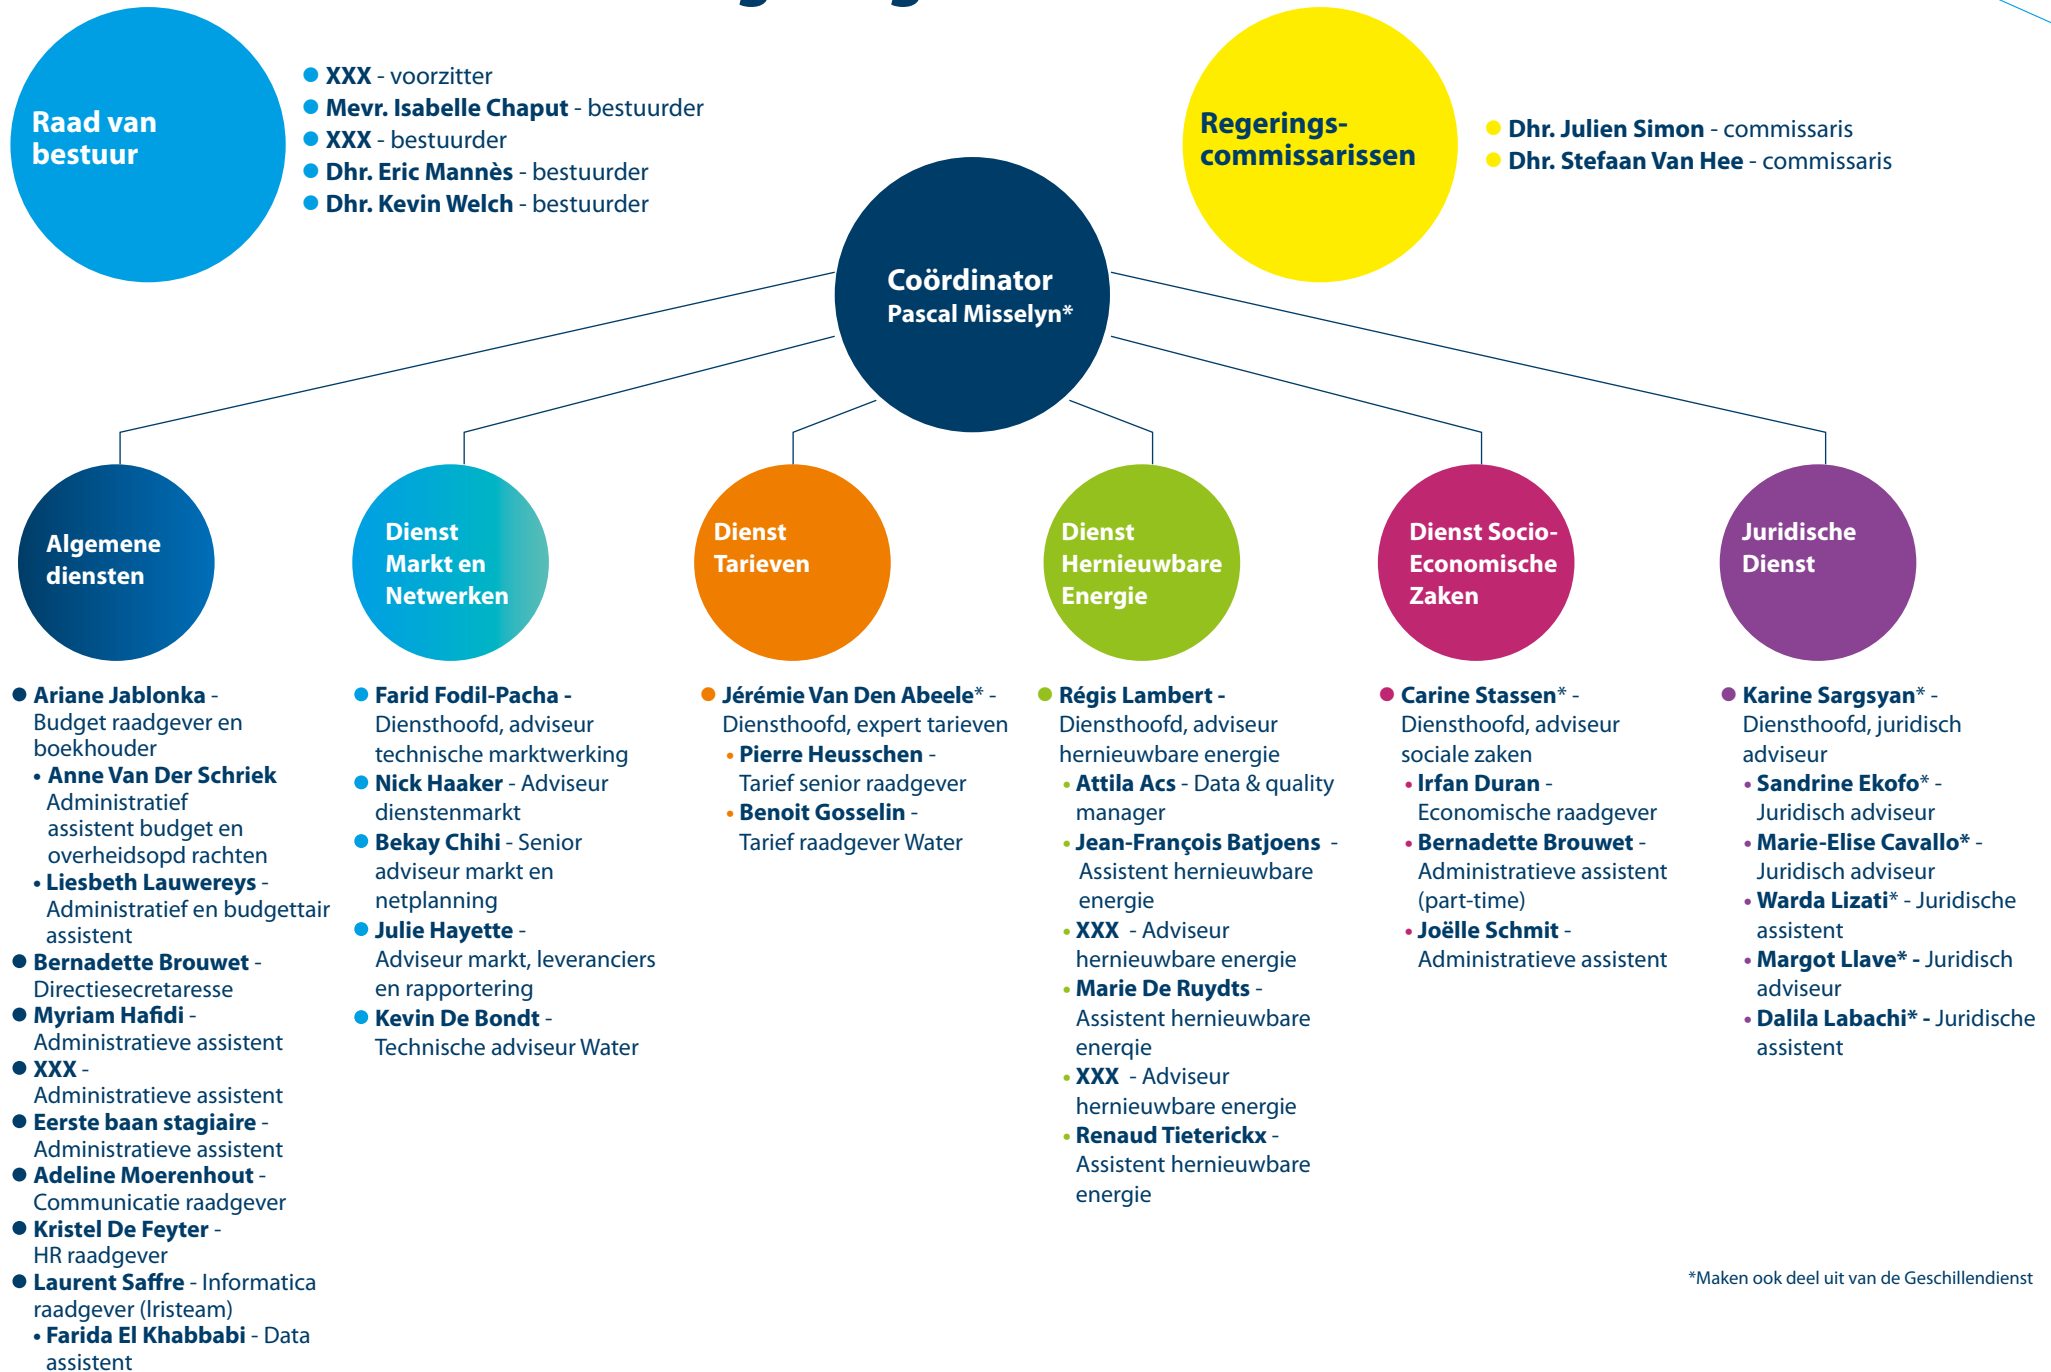 Raad van
bestuur
XXX - voorzitter
Mevr. Isabelle Chaput - bestuurder
XXX - bestuurder
Dhr. Eric Mannès - bestuurder
Dhr. Kevin Welch - bestuurder
Regerings-
commissarissen
Dhr. Julien Simon - commissaris
Dhr. Stefaan Van Hee - commissaris
Coördinator
Pascal Misselyn*
Algemene
diensten
Ariane Jablonka -
Budget raadgever en
boekhouder
Anne Van Der Schriek
Administratief
assistent budget en
overheidsopd rachten
Liesbeth Lauwereys -
Administratief en budgettair
assistent
Bernadette Brouwet -
Directiesecretaresse
Myriam Hafidi -
Administratieve assistent
XXX -
Administratieve assistent
Eerste baan stagiaire -
Administratieve assistent
Adeline Moerenhout -
Communicatie raadgever
Kristel De Feyter -
HR raadgever
Laurent Saffre - Informatica
raadgever (Iristeam)
Farida El Khabbabi - Data
assistent
Dienst
Markt en
Netwerken
Farid Fodil-Pacha -
Diensthoofd, adviseur
technische marktwerking
Nick Haaker - Adviseur
dienstenmarkt
Bekay Chihi - Senior
adviseur markt en
netplanning
Julie Hayette -
Adviseur markt, leveranciers
en rapportering
Kevin De Bondt -
Technische adviseur Water
Dienst
Tarieven
Jérémie Van Den Abeele* -
Diensthoofd, expert tarieven
Pierre Heusschen -
Tarief senior raadgever
Benoit Gosselin -
Tarief raadgever Water
Dienst
Hernieuwbare
Energie
Régis Lambert -
Diensthoofd, adviseur
hernieuwbare energie
Attila Acs - Data & quality
manager
Jean-François Batjoens -
Assistent hernieuwbare
energie
XXX - Adviseur
hernieuwbare energie
Marie De Ruydts -
Assistent hernieuwbare
energie
XXX - Adviseur
hernieuwbare energie
Renaud Tieterickx -
Assistent hernieuwbare
energie
Dienst Socio-
Economische
Zaken
Carine Stassen* -
Diensthoofd, adviseur
sociale zaken
Irfan Duran -
Economische raadgever
Bernadette Brouwet -
Administratieve assistent
(part-time)
Joëlle Schmit -
Administratieve assistent
Juridische
Dienst
Karine Sargsyan* -
Diensthoofd, juridisch
adviseur
Sandrine Ekofo* -
Juridisch adviseur
Marie-Elise Cavallo* -
Juridisch adviseur
Warda Lizati* - Juridische
assistent
Margot Llave* - Juridisch
adviseur
Dalila Labachi* - Juridische
assistent
*Maken ook deel uit van de Geschillendienst